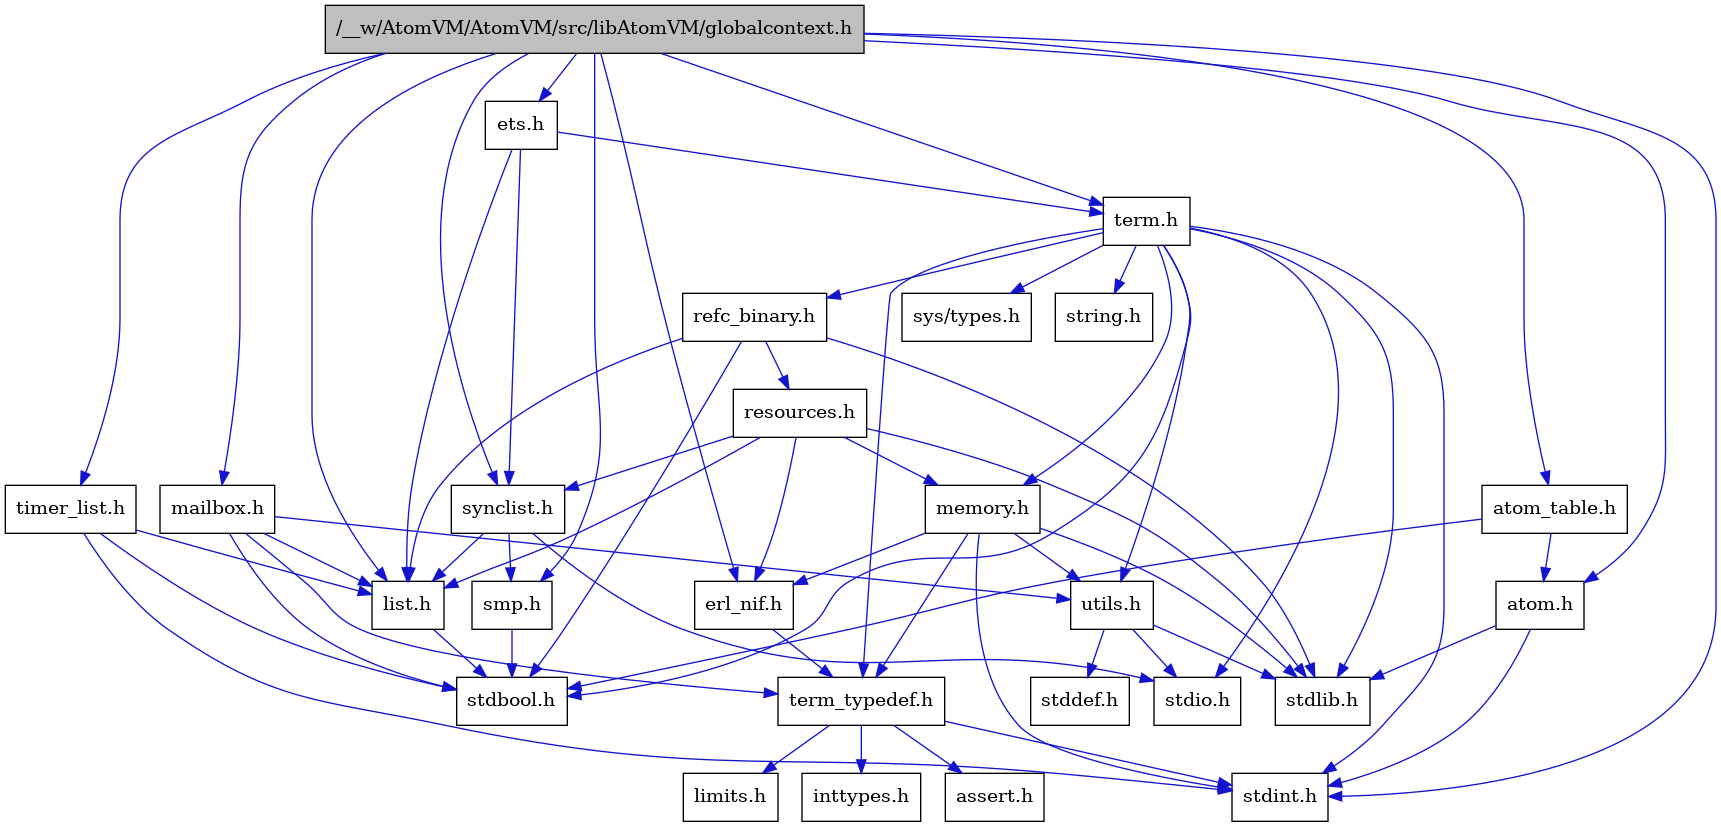 /__w/AtomVM/AtomVM/src/libAtomVM/globalcontext.h
ets.h
term.h
refc_binary.h
sys/types.h
string.h
resources.h
timer_list.h
mailbox.h
synclist.h
memory.h
atom_table.h
list.h
smp.h
erl_nif.h
utils.h
atom.h
stdbool.h
term_typedef.h
stddef.h
stdio.h
stdlib.h
limits.h
inttypes.h
assert.h
stdint.h